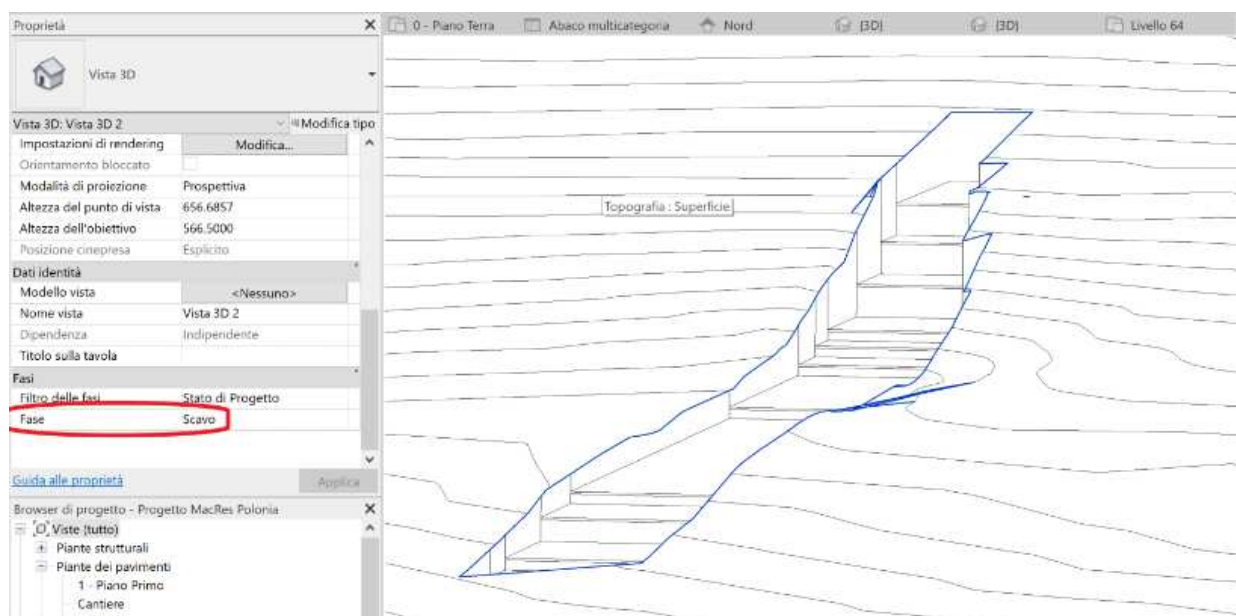 Proprietà
0 - Piano Terra
Abaco multicategoria
Nord
{3D}
{3D}
Livello 64
Vista 3D
Vista 3D: Vista 3D 2
Modifica tipo
Impostazioni di rendering Modifica...
Orientamento bloccato
Modalità di proiezione Prospettiva
Altezza del punto di vista 656.6857
Altezza dell'obiettivo 566.5000
Posizione cinepresa Esplicito
Dati identità
Modello vista <Nessuno>
Nome vista Vista 3D 2
Dipendenza Indipendente
Titolo sulla tavola
Fasi
Filtro delle fasi Stato di Progetto
Fase Scavo
Guida alle proprietà Applica
Browser di progetto - Progetto MacRes Polonia
Viste (tutto)
Piante strutturali
Piante dei pavimenti
1 - Piano Primo
Cantiere
Topografia : Superficie